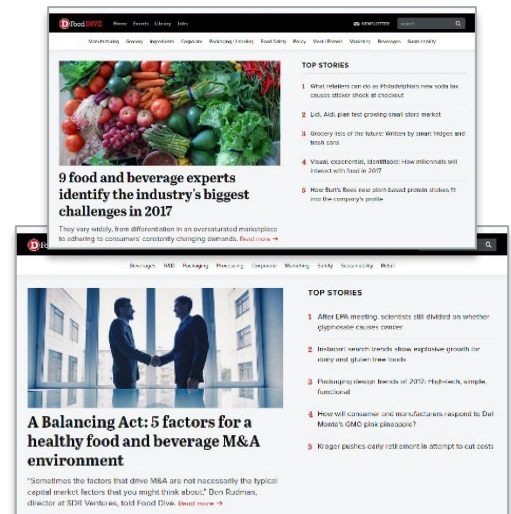 FoodDIVE Home Events Library Jobs NEWSLETTER search
Manufacturing Grocery Ingredients Corporate Packaging / Labeling Food Safety Policy Meat / Protein Marketing Beverages Sustainability
9 food and beverage experts
identify the industry's biggest
challenges in 2017
They vary widely, from differentiation in an oversaturated marketplace
to adhering to consumers' constantly changing demands. Read more →
TOP STORIES
1 What retailers can do as Philadelphia's new soda tax
causes sticker shock at checkout
2 Lidl, Aldi, plan fast growing small store market
3 Grocery lists of the future: Written by smart fridges and
trash cans
4 Visual, experiential, identifiable: How millennials will
interact with food in 2017
5 How Burt's Bees new plant-based protein shakes fit
into the company's profile
Beverages R&D Packaging Processing Corporate Marketing Safety Sustainability Retail
A Balancing Act: 5 factors for a
healthy food and beverage M&A
environment
"Sometimes the factors that drive M&A are not necessarily the typical
capital market factors that you might think about," Ben Rudman,
director at SDR Ventures, told Food Dive. Read more →
TOP STORIES
1 After EPA meeting, scientists still divided on whether
glyphosate causes cancer
2 Instacart search trends show explosive growth for
dairy and gluten free foods
3 Packaging design trends of 2017: High-tech, simple,
functional
4 How will consumer and manufacturers respond to Del
Monte's GMO pink pineapple?
5 Kroger pushes early retirement in attempt to cut costs